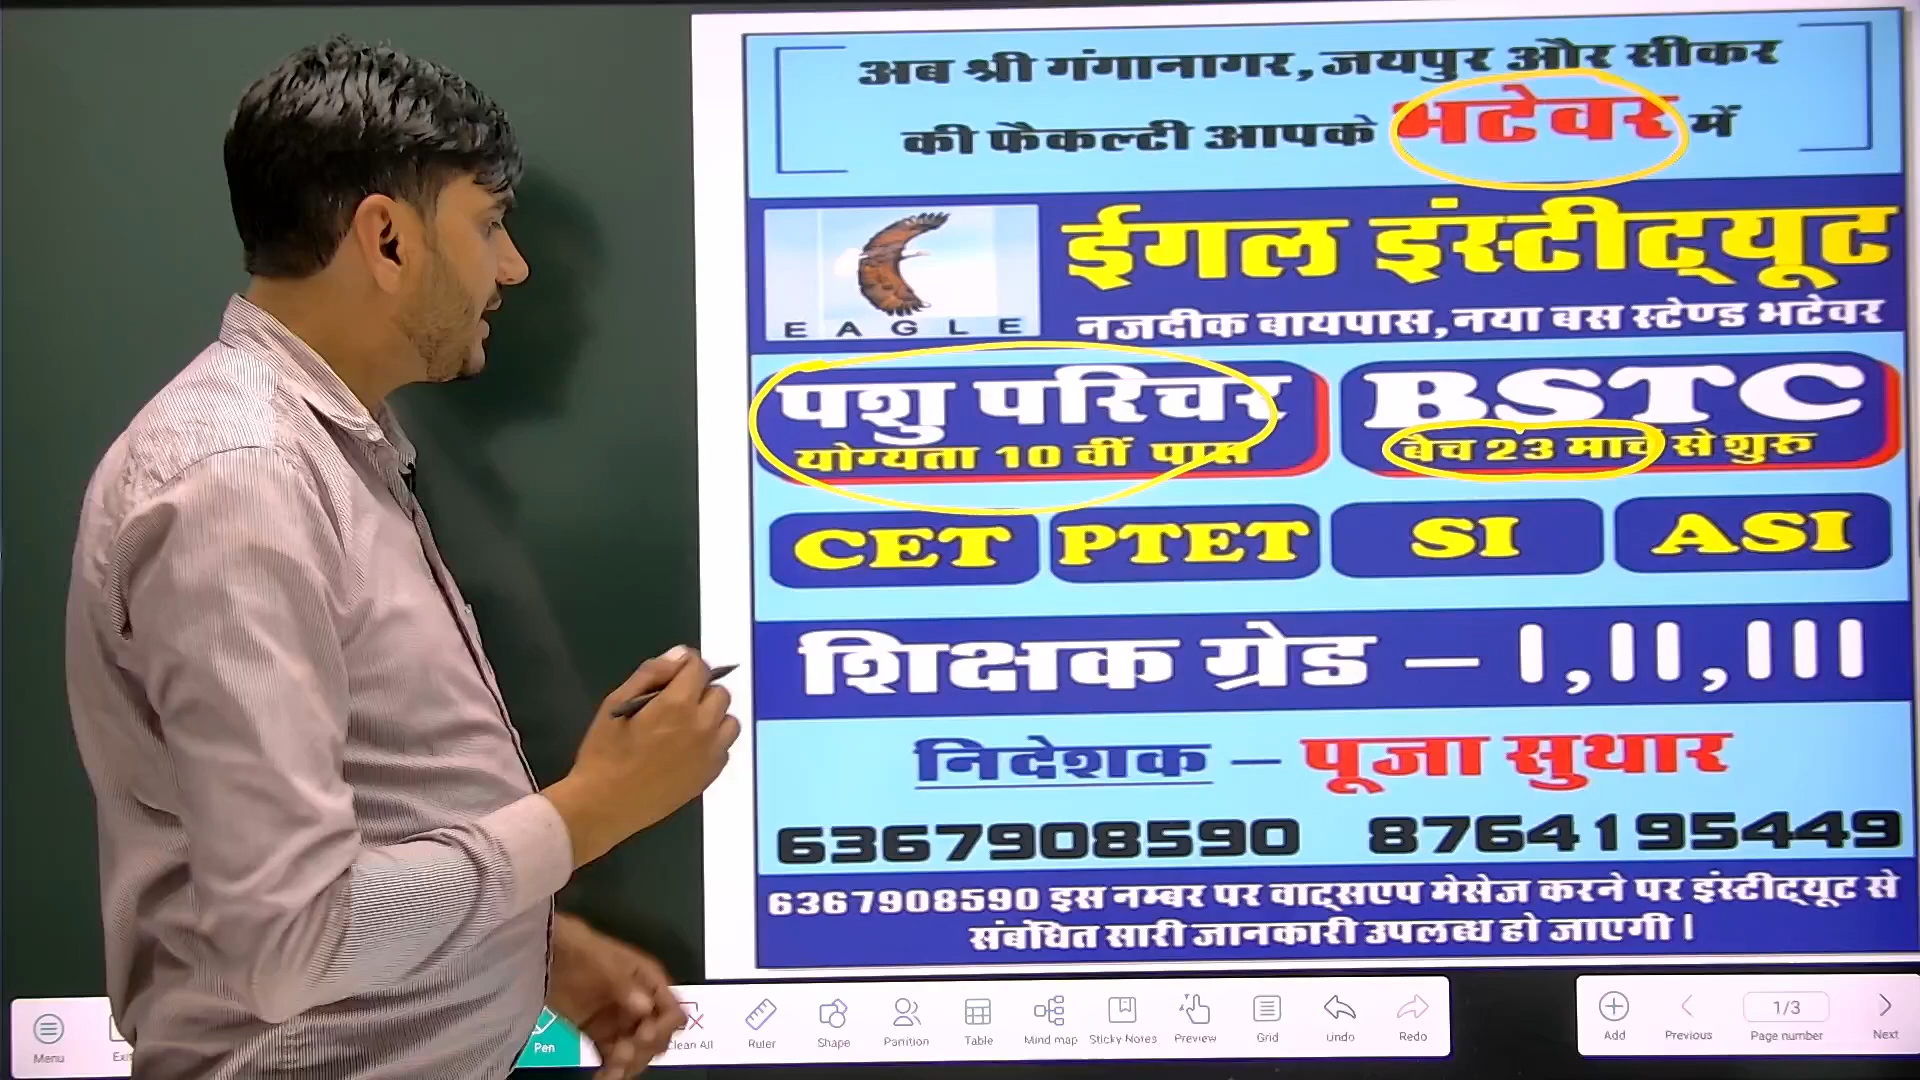 अब श्री गंगानागर, जयपुर और सीकर
की फैकल्टी आपके भटेवर में
EAGLE
ईगल इंस्टीट्यूट
नजदीक बायपास, नया बस स्टेण्ड भटेवर
पशु परिचर
योग्यता 10 वीं पास
BSTC
बेच 23 मार्च से शुरू
CET PTET SI ASI
शिक्षक ग्रेड – I, II, III
निदेशक – पूजा सुथार
6367908590 8764195449
6367908590 इस नम्बर पर वाट्सएप मेसेज करने पर इंस्टीट्यूट से
संबंधित सारी जानकारी उपलब्ध हो जाएगी।
Menu Exi Pen Clean All Ruler Shape Partition Table Mind map Sticky Notes Preview Grid Undo Redo
Add Previous 1/3 Page number Next